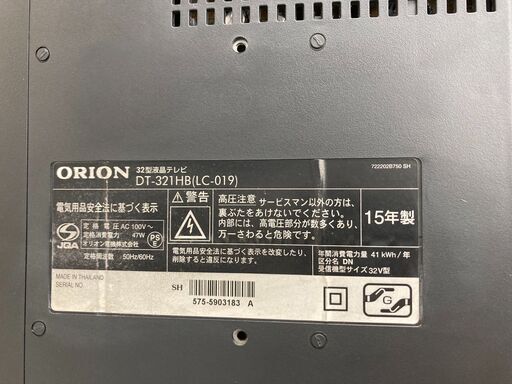 ORION 32型液晶テレビ
DT-321HB(LC-019)
722202B750 SH
電気用品安全法に基づく表示
定格電圧 AC 100V～
定格消費電力 47W
オリオン電機株式会社
定格周波数 50Hz/60Hz
JQA
PS
E
警告
高圧注意
サービスマン以外の方は、
裏ぶたをあけないでください。
内部には、高電圧部分が数多くあり、
万一さわると危険です。
電気用品安全法に基づく表示を改変したり、
削除すると違反になります。
15年製
MADE IN THAILAND
SERIAL NO.
SH
575-5903183 A
年間消費電力量 41 kWh/年
区分名 DN
受信機型サイズ 32V型
G